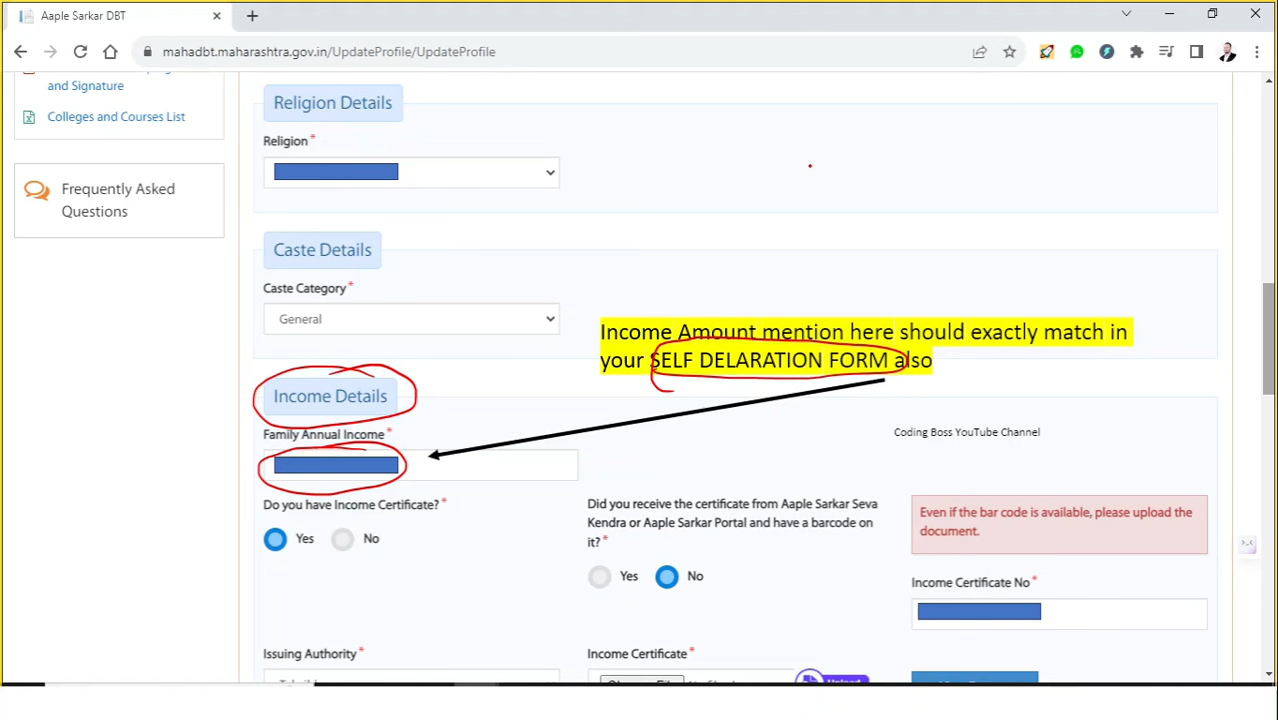 Aaple Sarkar DBT
mahadbt.maharashtra.gov.in/UpdateProfile/UpdateProfile
and Signature
Colleges and Courses List
Frequently Asked
Questions
Religion Details
Religion *
Caste Details
Caste Category *
General
Income Amount mention here should exactly match in
your SELF DELARATION FORM also
Income Details
Family Annual Income *
Coding Boss YouTube Channel
Do you have Income Certificate? *
Yes No
Did you receive the certificate from Aaple Sarkar Seva
Kendra or Aaple Sarkar Portal and have a barcode on
it? *
Yes No
Even if the bar code is available, please upload the
document.
Income Certificate No *
Issuing Authority *
Income Certificate *